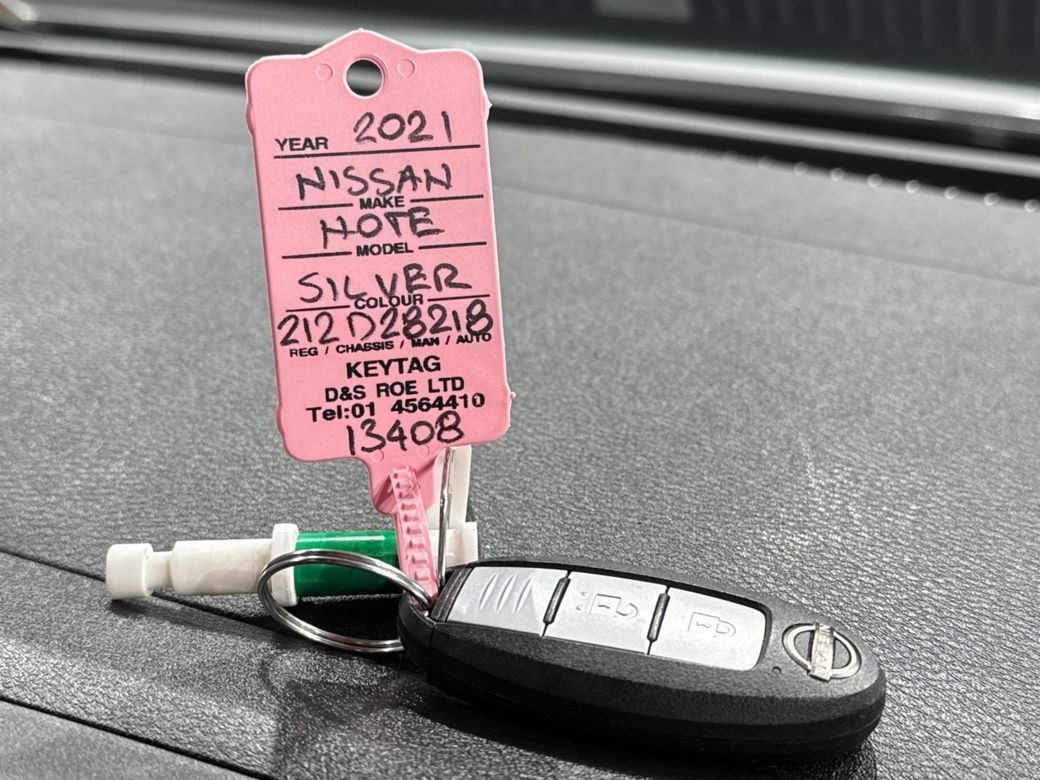 YEAR 2021
NISSAN
MAKE
NOTE
MODEL
SILVER
COLOUR
212D28218
REG / CHASSIS / MAN / AUTO
KEYTAG
D&S ROE LTD
Tel:01 4564410
13408